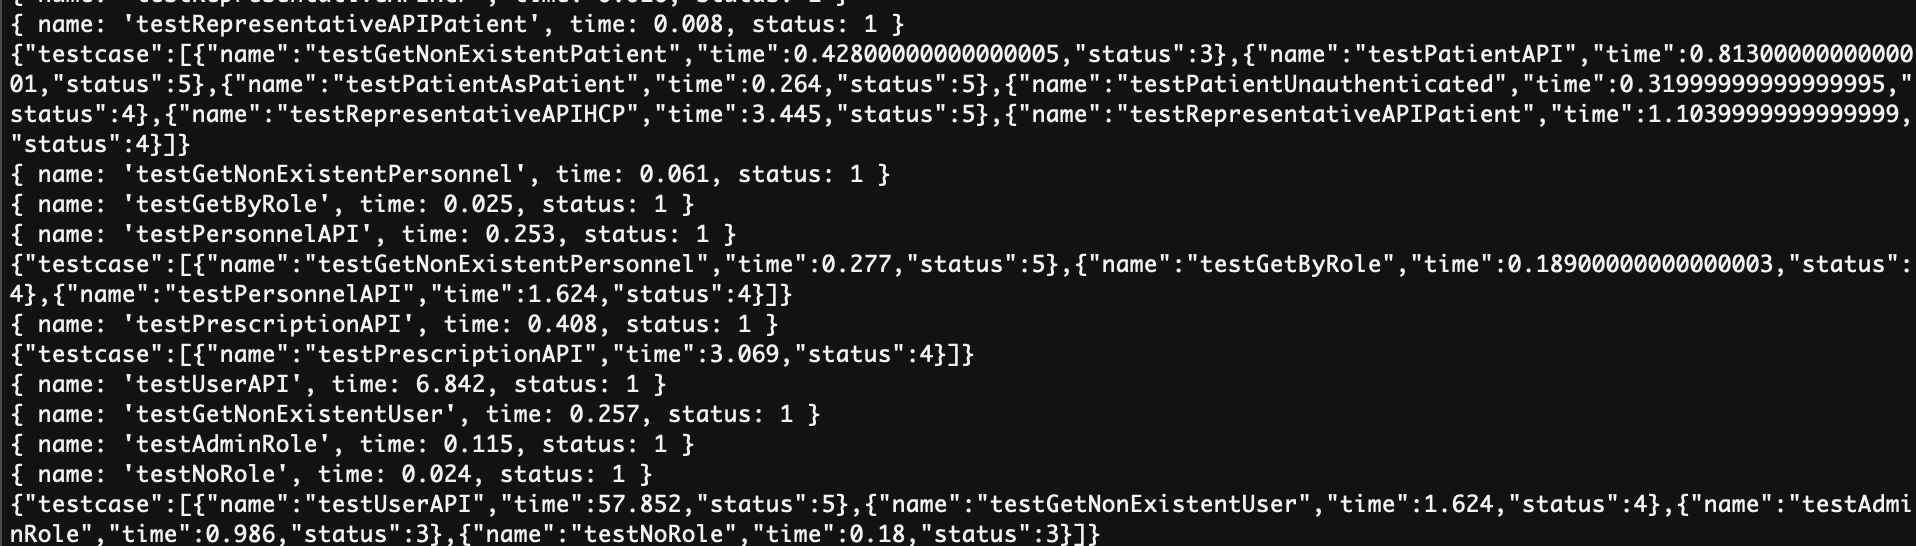 { name: 'testRepresentativeAPIPatient', time: 0.008, status: 1 }
{"testcase":[{"name":"testGetNonExistentPatient","time":0.42800000000000005,"status":3},{"name":"testPatientAPI","time":0.81300000000000
01,"status":5},{"name":"testPatientAsPatient","time":0.264,"status":5},{"name":"testPatientUnauthenticated","time":0.31999999999999995,"
status":4},{"name":"testRepresentativeAPIHCP","time":3.445,"status":5},{"name":"testRepresentativeAPIPatient","time":1.1039999999999999,
"status":4}]}
{ name: 'testGetNonExistentPersonnel', time: 0.061, status: 1 }
{ name: 'testGetByRole', time: 0.025, status: 1 }
{ name: 'testPersonnelAPI', time: 0.253, status: 1 }
{"testcase":[{"name":"testGetNonExistentPersonnel","time":0.277,"status":5},{"name":"testGetByRole","time":0.18900000000000003,"status":
4},{"name":"testPersonnelAPI","time":1.624,"status":4}]}
{ name: 'testPrescriptionAPI', time: 0.408, status: 1 }
{"testcase":[{"name":"testPrescriptionAPI","time":3.069,"status":4}]}
{ name: 'testUserAPI', time: 6.842, status: 1 }
{ name: 'testGetNonExistentUser', time: 0.257, status: 1 }
{ name: 'testAdminRole', time: 0.115, status: 1 }
{ name: 'testNoRole', time: 0.024, status: 1 }
{"testcase":[{"name":"testUserAPI","time":57.852,"status":5},{"name":"testGetNonExistentUser","time":1.624,"status":4},{"name":"testAdmi
nRole","time":0.986,"status":3},{"name":"testNoRole","time":0.18,"status":3}]}